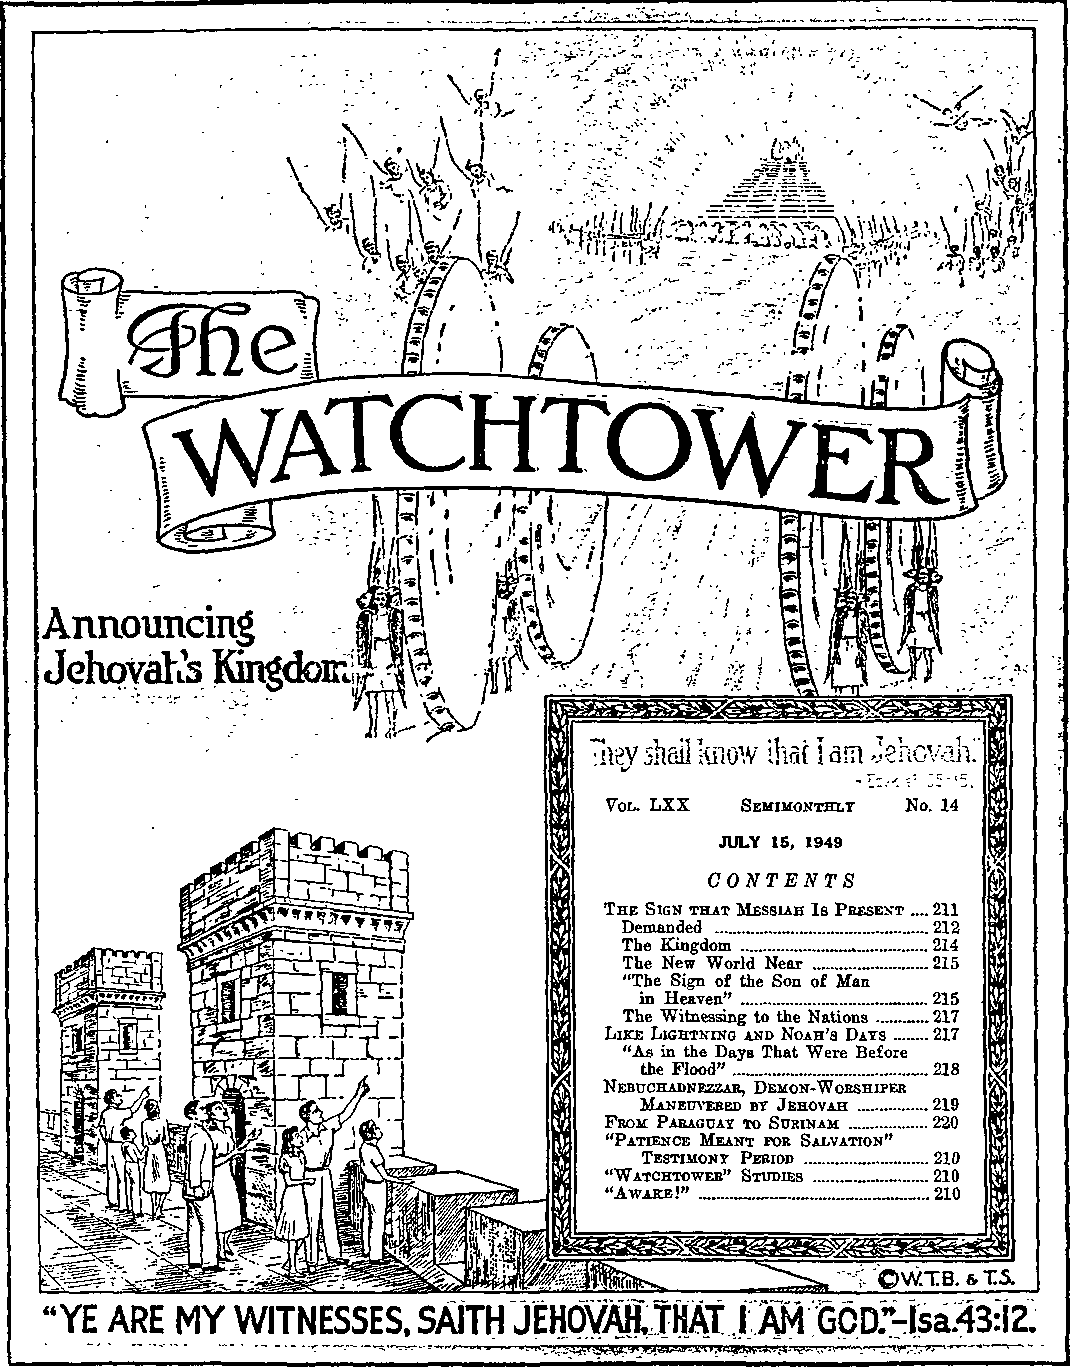 The
WATCHTOWER
Announcing
Jehovah's Kingdom
"They shall know that I am Jehovah."
VOL. LXX SEMIMONTHLY No. 14
JULY 15, 1949
CONTENTS
THE SIGN THAT MESSIAH IS PRESENT .... 211
Demanded .... 212
The Kingdom .... 214
The New World Near .... 215
"The Sign of the Son of Man
in Heaven" .... 215
The Witnessing to the Nations .... 217
LIKE LIGHTNING AND NOAH'S DAYS .... 217
"As in the Days That Were Before
the Flood" .... 218
NEBUCHADNEZZAR, DEMON-WORSHIPER
MANEUVERED BY JEHOVAH .... 219
FROM PARAGUAY TO SURINAM .... 220
"PATIENCE MEANT FOR SALVATION"
TESTIMONY PERIOD .... 210
"WATCHTOWER" STUDIES .... 210
"AWAKE!" .... 210
©W.T.B. & T.S.
"YE ARE MY WITNESSES, SAITH JEHOVAH, THAT I AM GOD."-Isa.43:12.